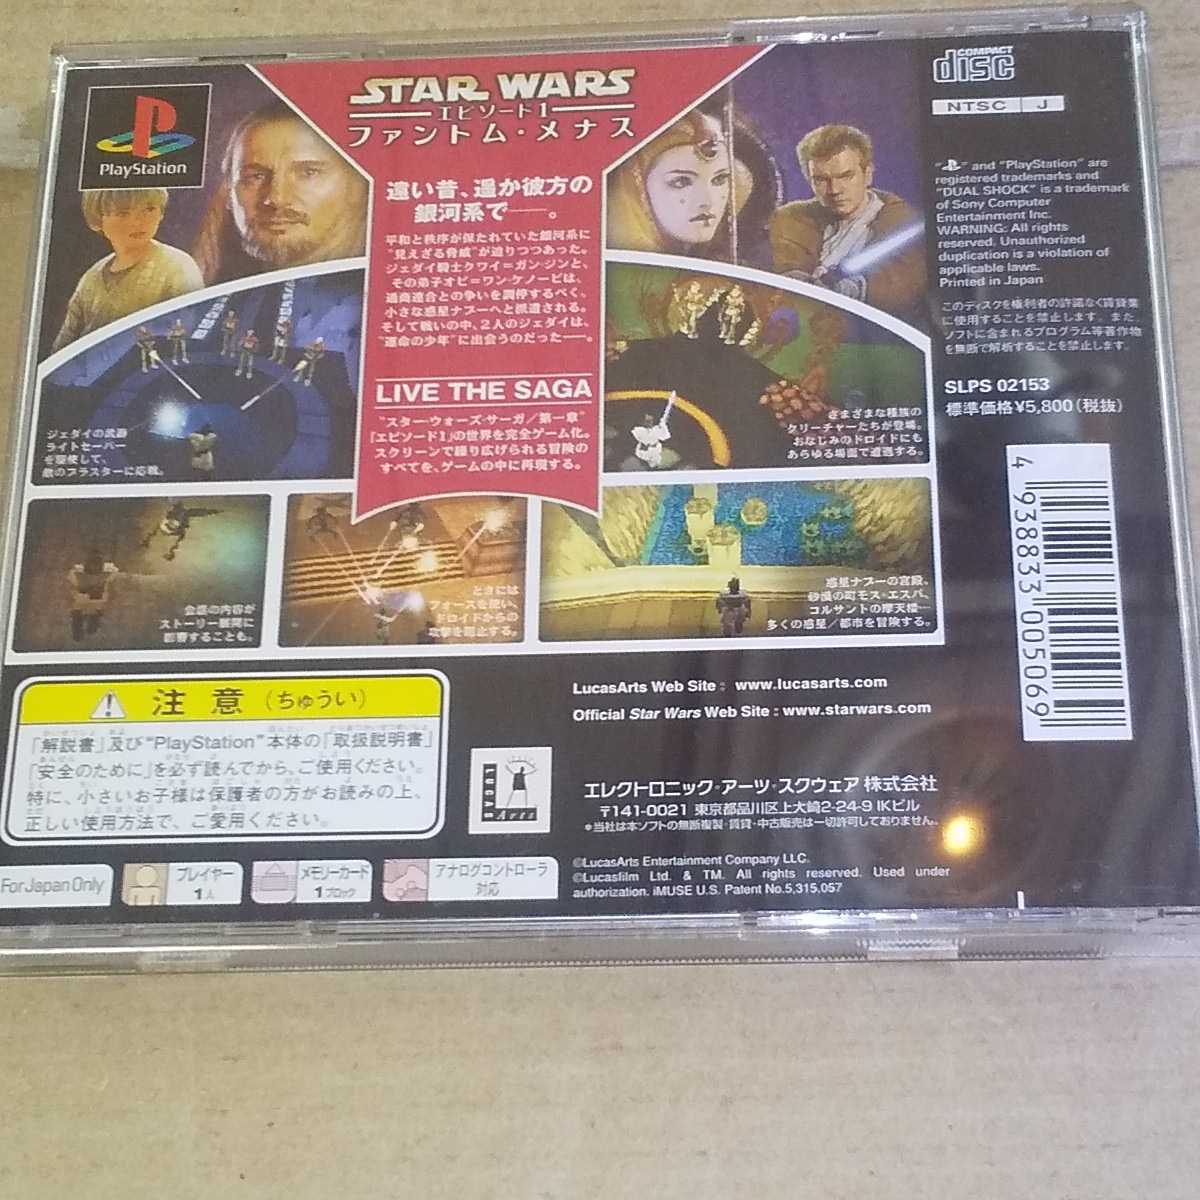 PlayStation
STAR WARS
エピソード1
ファントム・メナス
遠い昔、遥か彼方の
銀河系で──。
平和と秩序が保たれていた銀河系に
“見えざる脅威”が迫りつつあった。
ジェダイ騎士クワイ＝ガン・ジンと、
その弟子オビ＝ワン・ケノービは、
通商連合との争いを調停するべく、
小さな惑星ナブーへと派遣される。
そして戦いの中、2人のジェダイは、
“運命の少年”に出会うのだった──。
LIVE THE SAGA
“スター・ウォーズ・サーガ／第一章”
『エピソード1』の世界を完全ゲーム化。
スクリーンで繰り広げられる冒険の
すべてを、ゲームの中に再現する。
ジェダイの武器
ライトセーバー
を駆使して、
敵のブラスターに応戦。
さまざまな種族の
クリーチャーたちが登場。
おなじみのドロイドにも
あらゆる場面で遭遇する。
会話の内容が
ストーリー展開に
影響することも。
ときには
フォースを使い、
ドロイドからの
攻撃を阻止する。
惑星ナブーの宮殿、
砂漠の町モス・エスパ、
コルサントの摩天楼…
多くの惑星／都市を冒険する。
COMPACT
disc
NTSC J
“ ” and “PlayStation” are
registered trademarks and
“DUAL SHOCK” is a trademark
of Sony Computer
Entertainment Inc.
WARNING: All rights
reserved. Unauthorized
duplication is a violation of
applicable laws.
Printed in Japan
このディスクを権利者の許諾なく賃貸業
に使用することを禁止します。また、
ソフトに含まれるプログラム等著作物
を無断で解析することを禁止します。
SLPS 02153
標準価格¥5,800(税抜)
4 938833 005069
注意（ちゅうい）
「解説書」及び“PlayStation”本体の「取扱説明書」
「安全のために」を必ず読んでから、ご使用ください。
特に、小さいお子様は保護者の方がお読みの上、
正しい使用方法で、ご愛用ください。
LUCAS
Arts
LucasArts Web Site : www.lucasarts.com
Official Star Wars Web Site : www.starwars.com
エレクトロニック・アーツ・スクウェア 株式会社
〒141-0021 東京都品川区上大崎2-24-9 IKビル
＊当社は本ソフトの無断複製・賃貸・中古販売は一切許可しておりません。
©LucasArts Entertainment Company LLC.
©Lucasfilm Ltd. & TM. All rights reserved. Used under
authorization. iMUSE U.S. Patent No.5,315,057
For Japan Only
プレイヤー
1人
メモリーカード
1ブロック
アナログコントローラ
対応